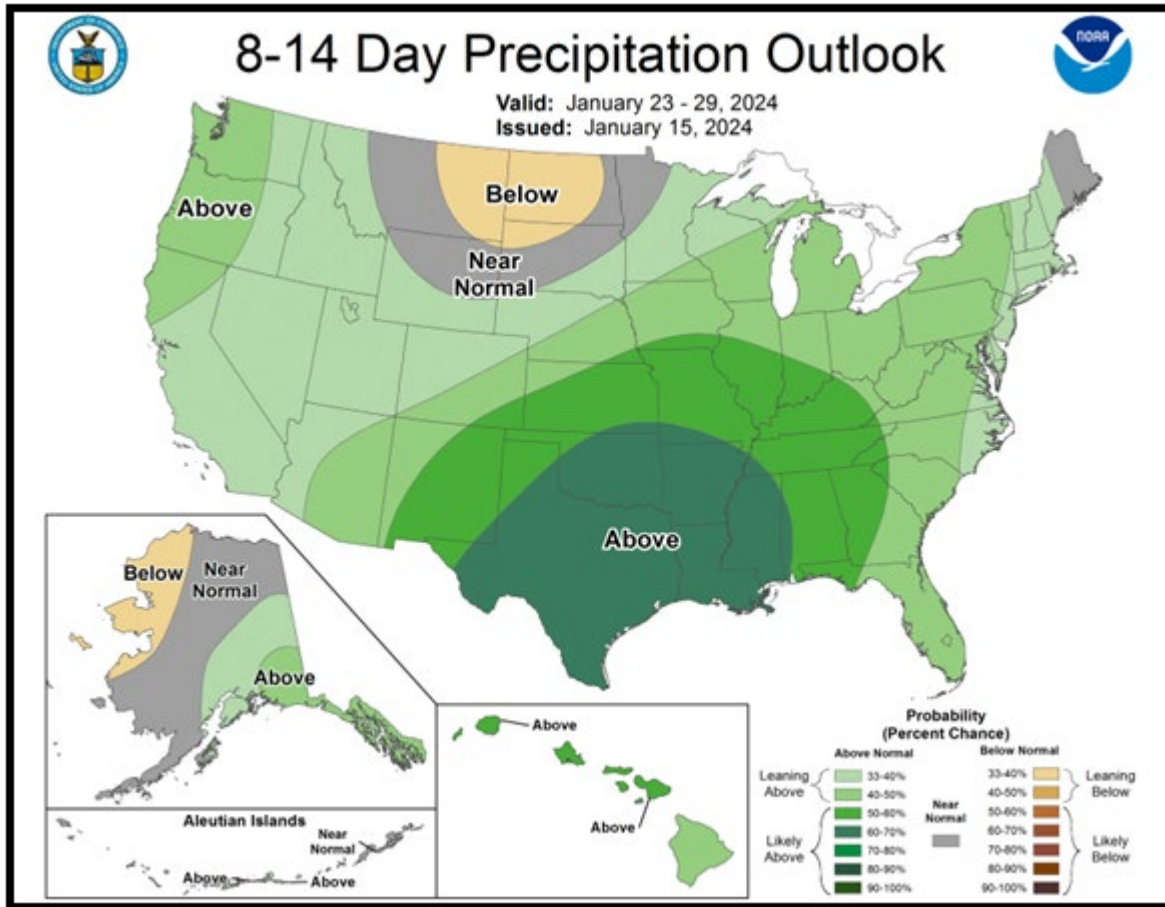 8-14 Day Precipitation Outlook
NOAA
Valid: January 23 - 29, 2024
Issued: January 15, 2024
Above
Below
Near
Normal
Above
Below
Near
Normal
Above
Aleutian Islands
Near
Normal
Above
Above
Above
Above
Probability
(Percent Chance)
Above Normal
Below Normal
Leaning
Above
33-40%
40-50%
Likely
Above
50-60%
60-70%
70-80%
80-90%
90-100%
Near
Normal
33-40%
40-50%
Leaning
Below
50-60%
60-70%
70-80%
80-90%
90-100%
Likely
Below